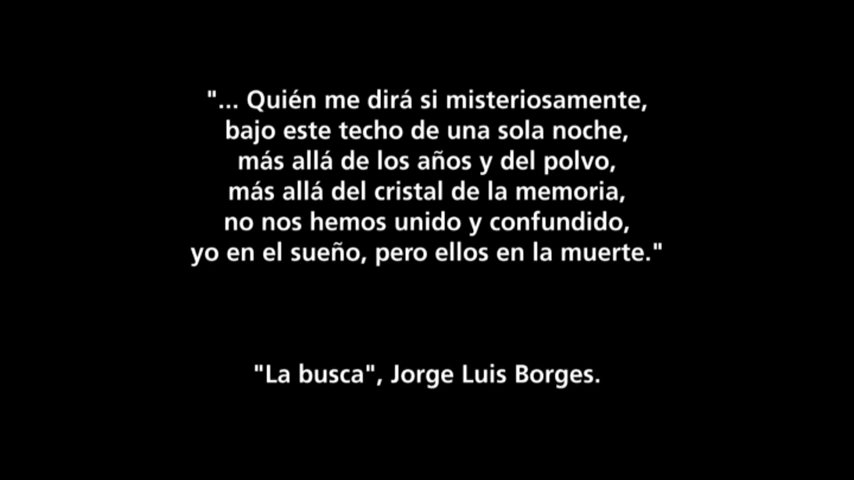 "... Quién me dirá si misteriosamente,
bajo este techo de una sola noche,
más allá de los años y del polvo,
más allá del cristal de la memoria,
no nos hemos unido y confundido,
yo en el sueño, pero ellos en la muerte."
"La busca", Jorge Luis Borges.